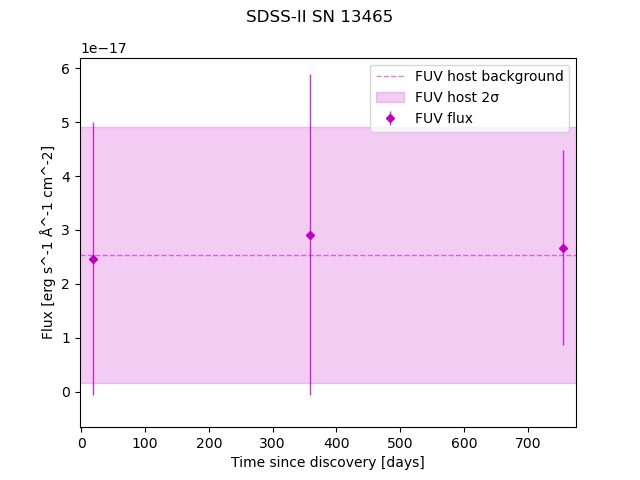 SDSS-II SN 13465
1e−17
FUV host background
FUV host 2σ
FUV flux
6
5
4
3
2
1
0
Flux [erg s^-1 Å^-1 cm^-2]
0 100 200 300 400 500 600 700
Time since discovery [days]